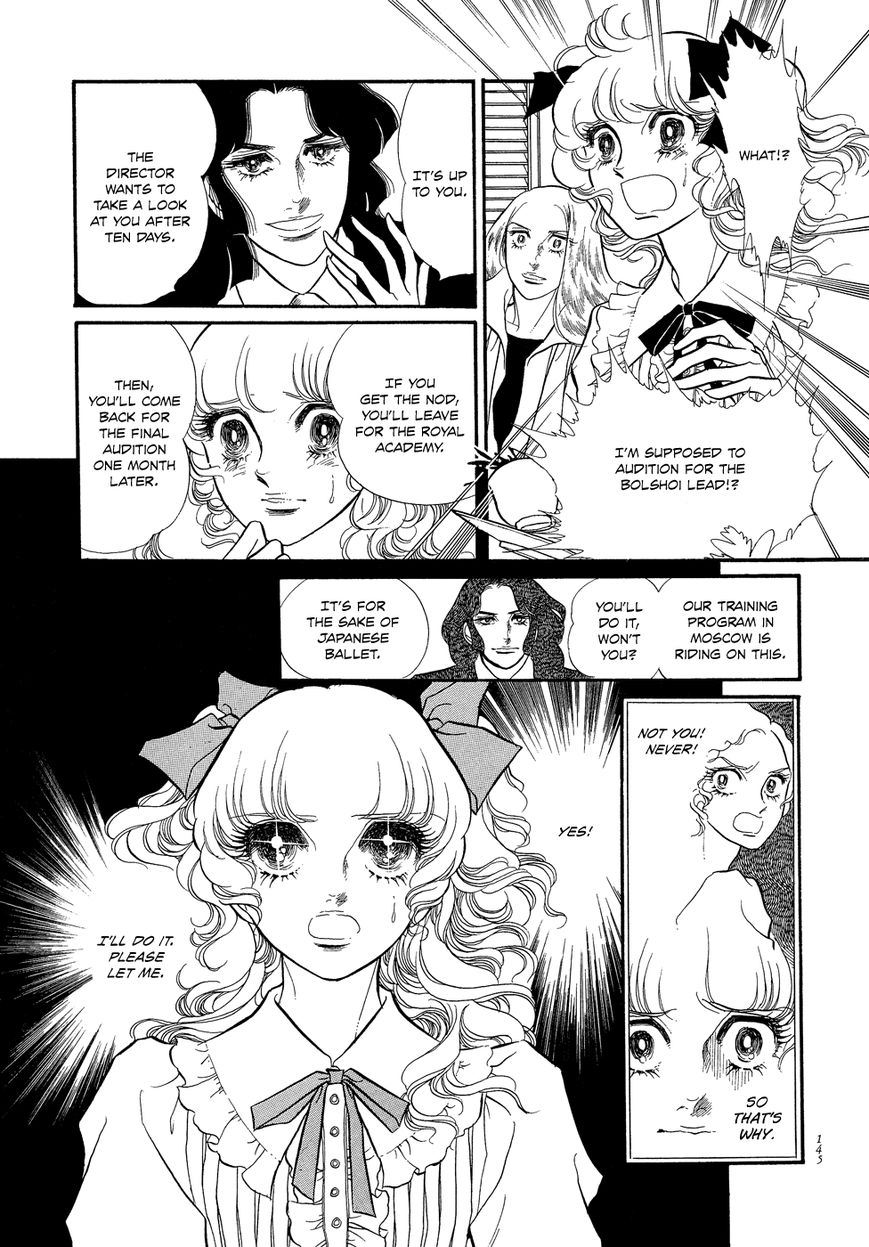 WHAT!?
I'M SUPPOSED TO
AUDITION FOR THE
BOLSHOI LEAD!?
IT'S UP
TO YOU.
THE
DIRECTOR
WANTS TO
TAKE A LOOK
AT YOU AFTER
TEN DAYS.
IF YOU
GET THE NOD,
YOU'LL LEAVE
FOR THE ROYAL
ACADEMY.
THEN,
YOU'LL COME
BACK FOR
THE FINAL
AUDITION
ONE MONTH
LATER.
OUR TRAINING
PROGRAM IN
MOSCOW IS
RIDING ON THIS.
YOU'LL
DO IT,
WON'T
YOU?
IT'S FOR
THE SAKE OF
JAPANESE
BALLET.
NOT YOU!
NEVER!
SO
THAT'S
WHY.
YES!
I'LL DO IT.
PLEASE
LET ME.
145